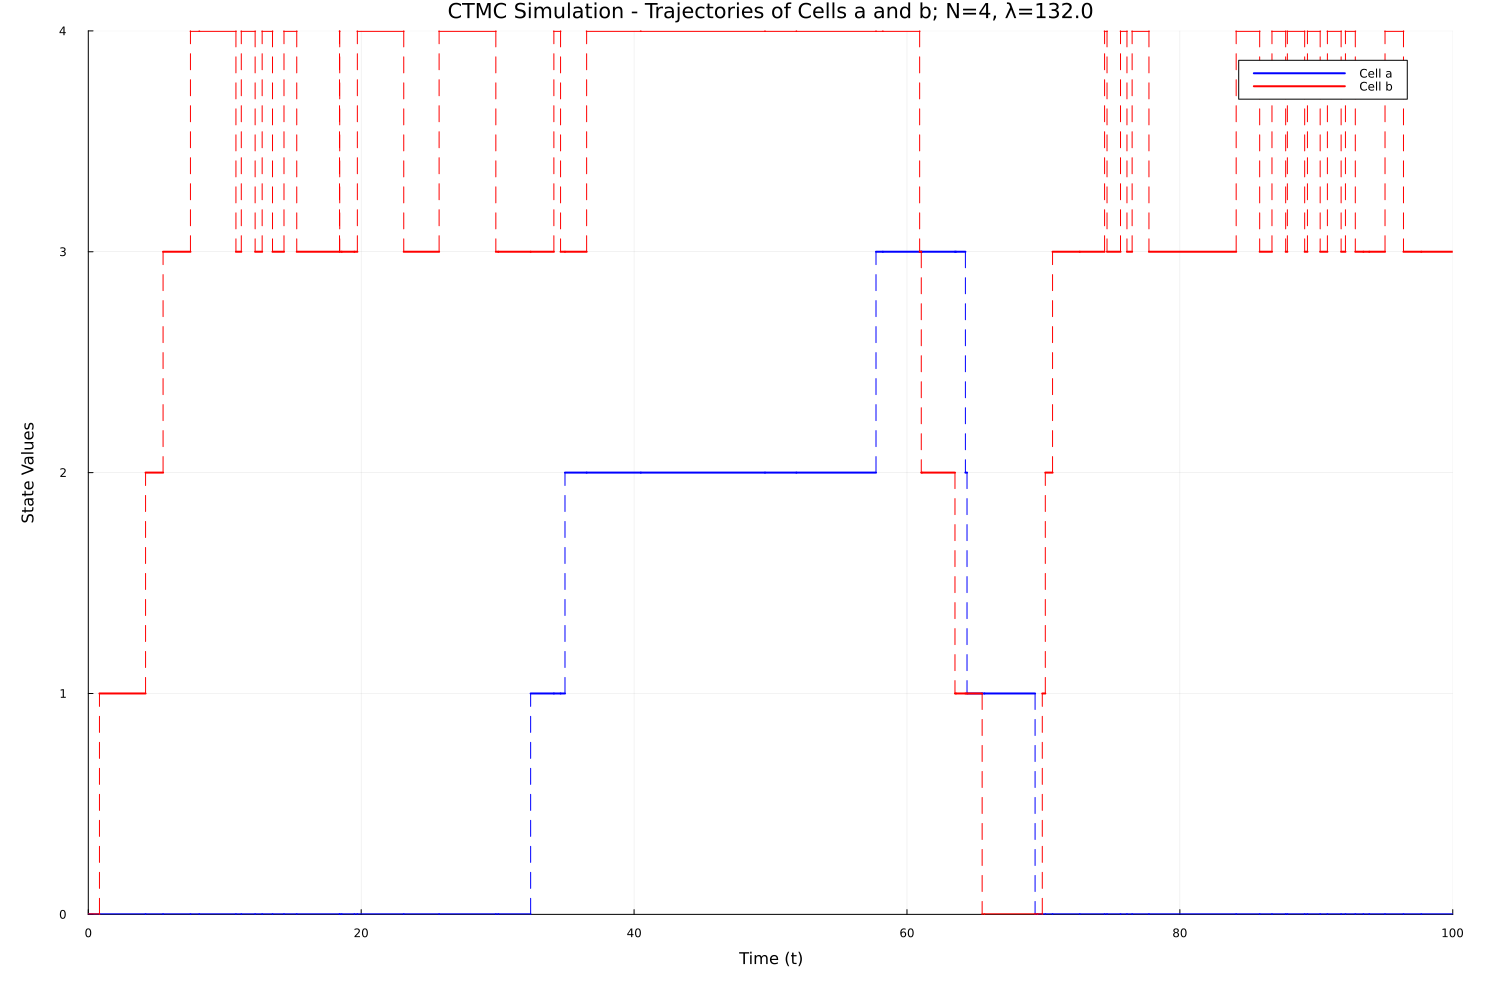 CTMC Simulation - Trajectories of Cells a and b; N=4, λ=132.0
4
Cell a
Cell b
3
State Values
2
1
0
0 20 40 60 80 100
Time (t)